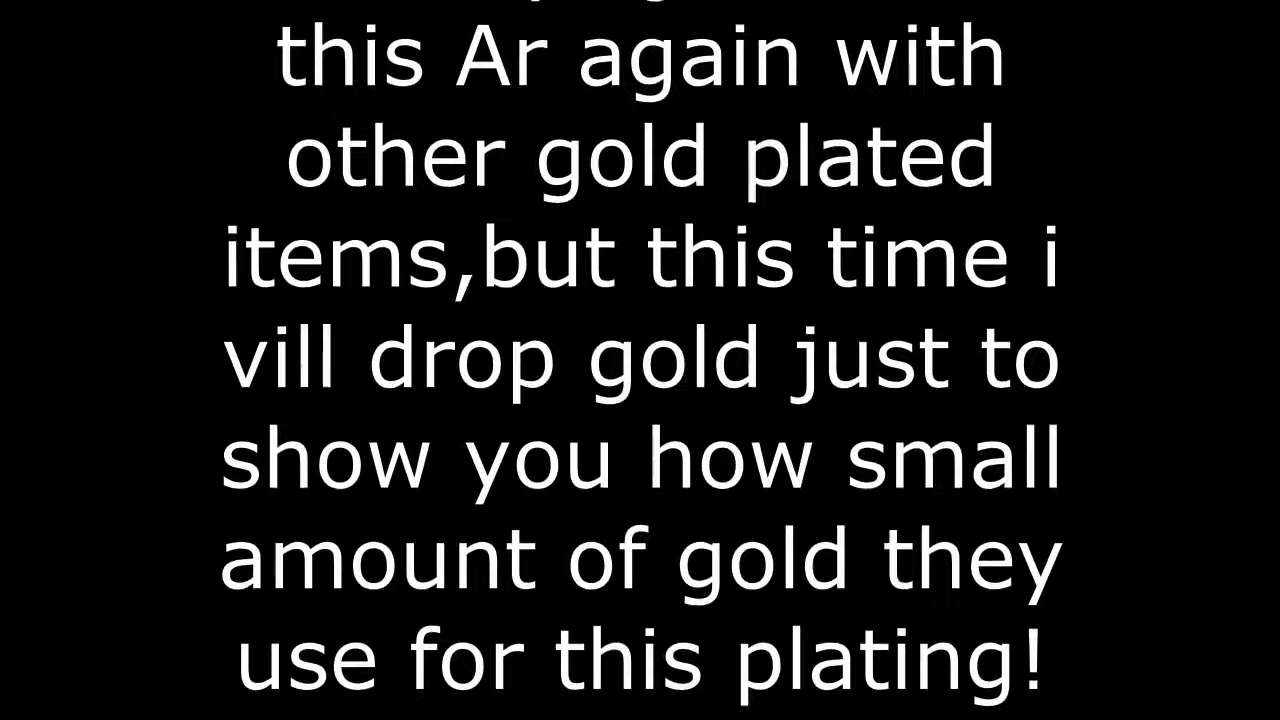 this Ar again with
other gold plated
items,but this time i
vill drop gold just to
show you how small
amount of gold they
use for this plating!